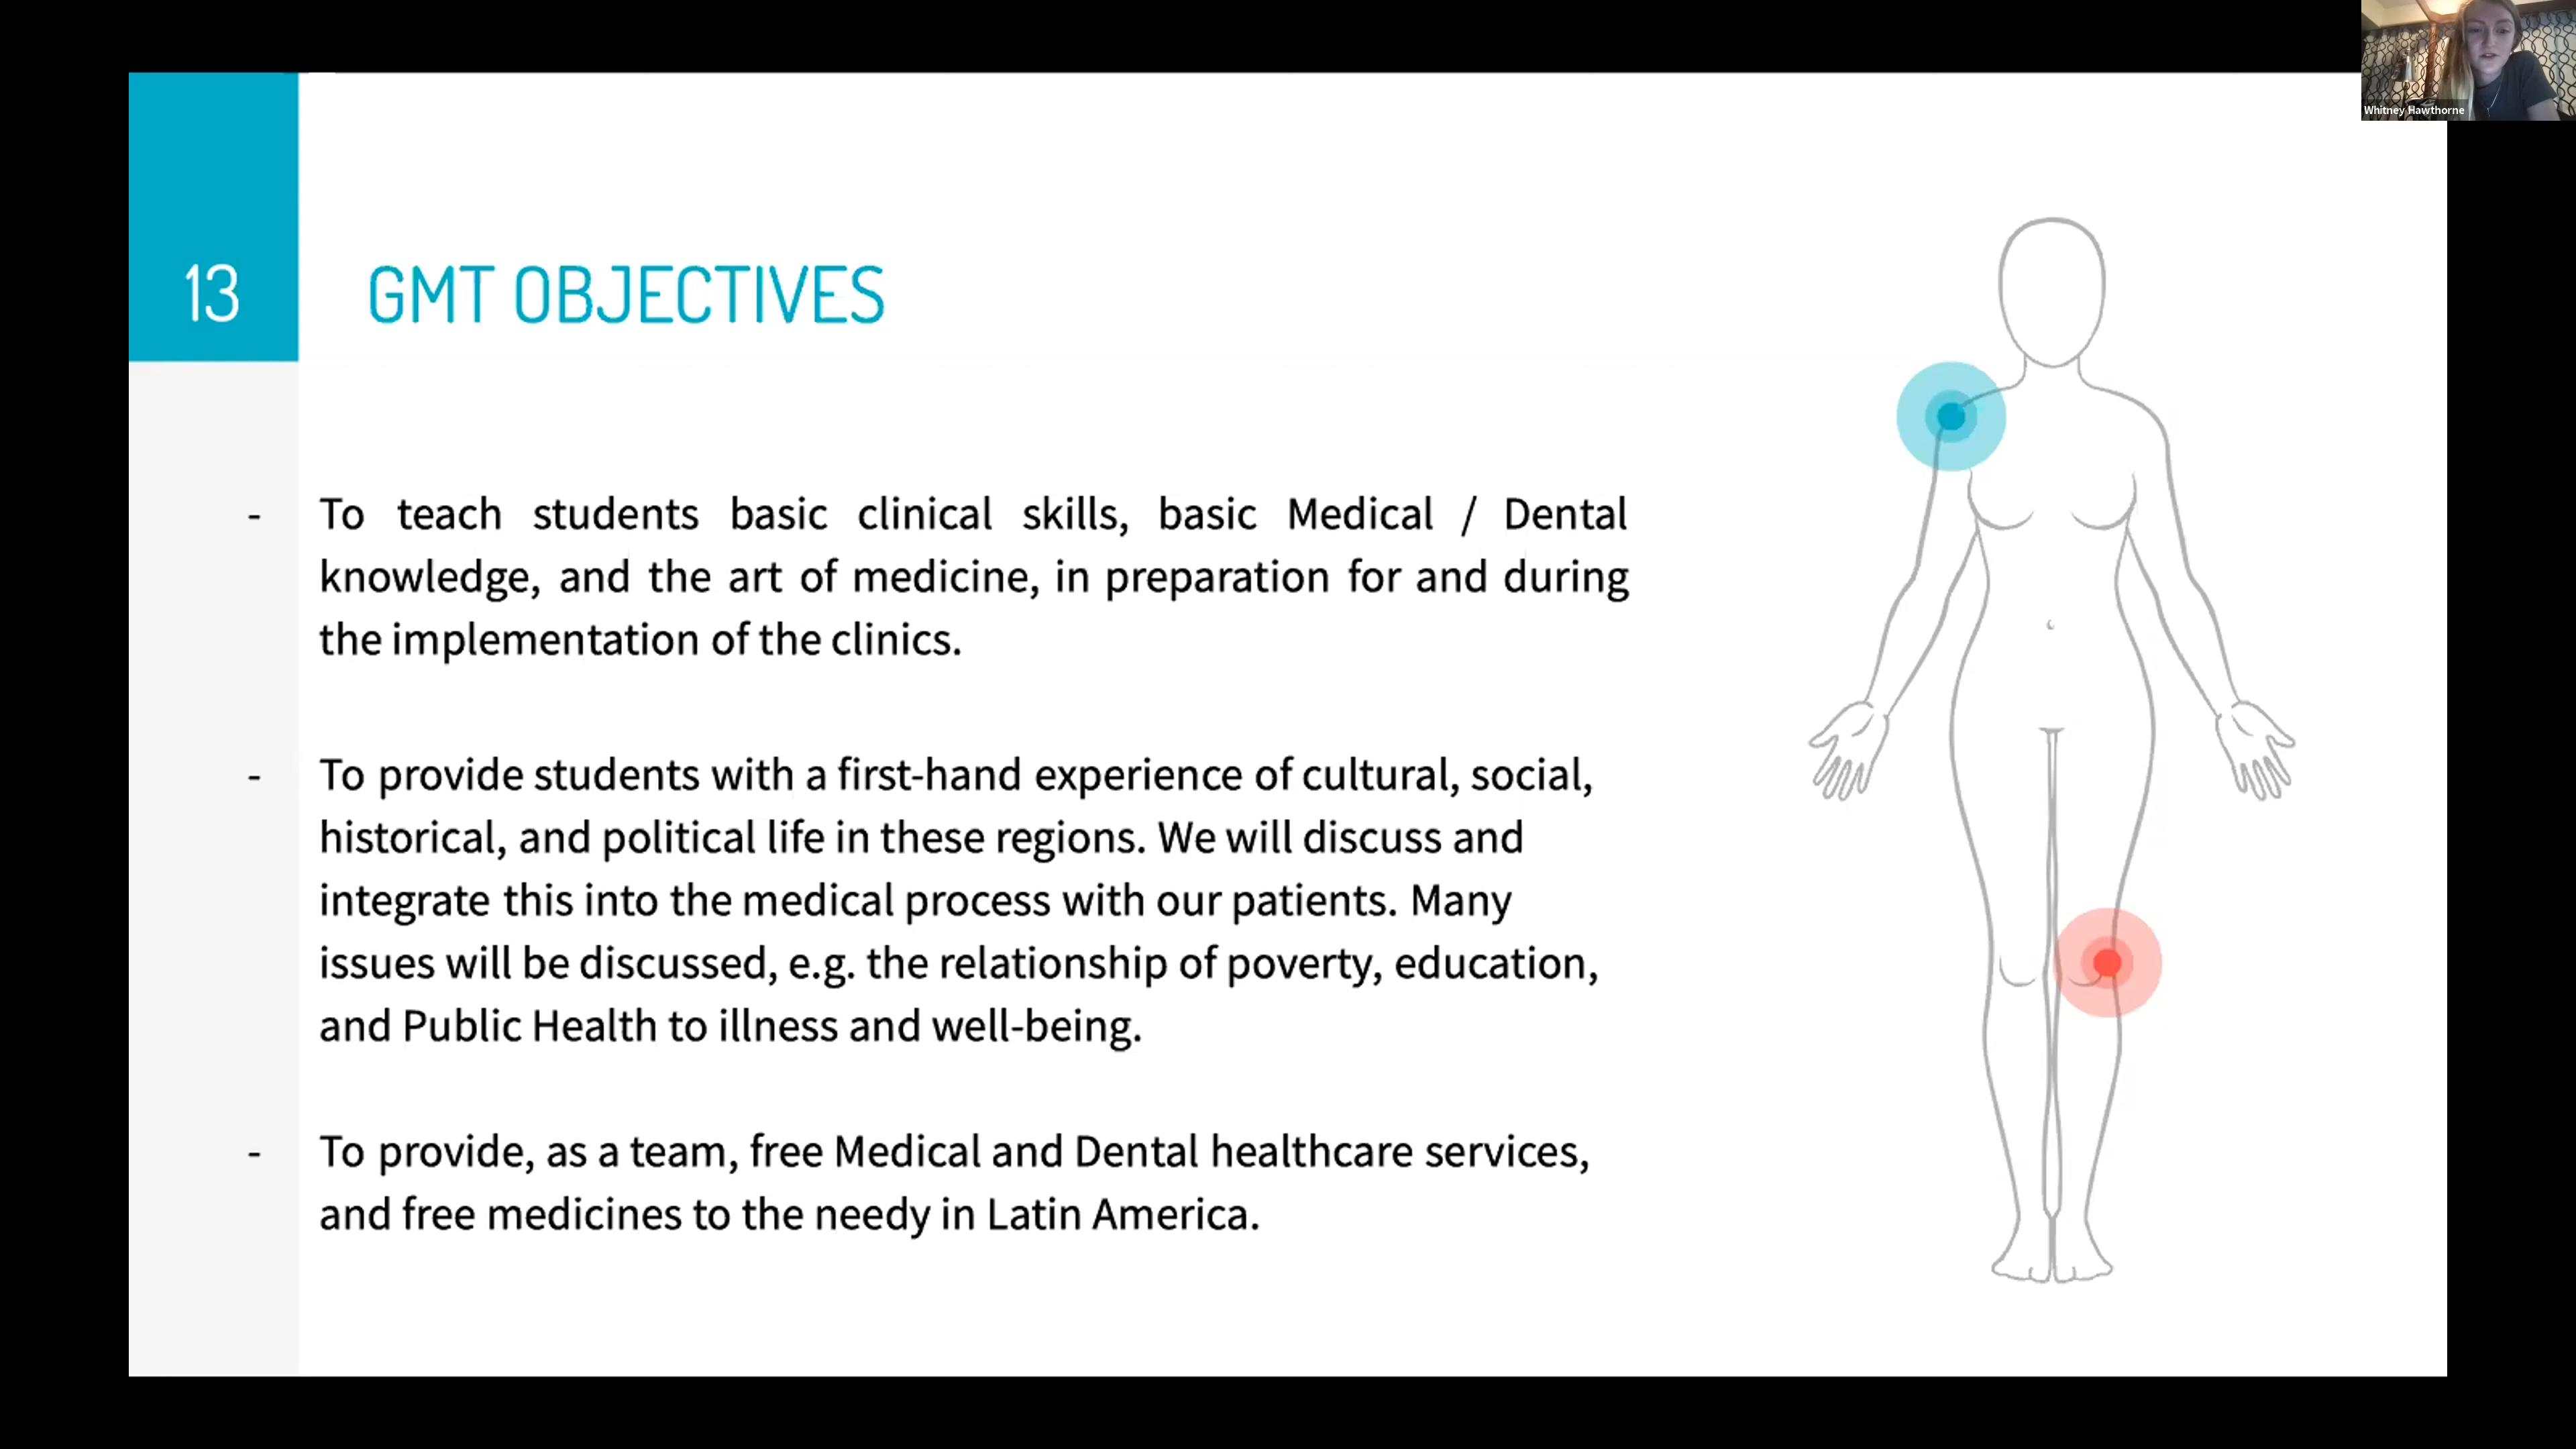 Whitney Hawthorne
13
GMT OBJECTIVES
- To teach students basic clinical skills, basic Medical / Dental
knowledge, and the art of medicine, in preparation for and during
the implementation of the clinics.
- To provide students with a first-hand experience of cultural, social,
historical, and political life in these regions. We will discuss and
integrate this into the medical process with our patients. Many
issues will be discussed, e.g. the relationship of poverty, education,
and Public Health to illness and well-being.
- To provide, as a team, free Medical and Dental healthcare services,
and free medicines to the needy in Latin America.